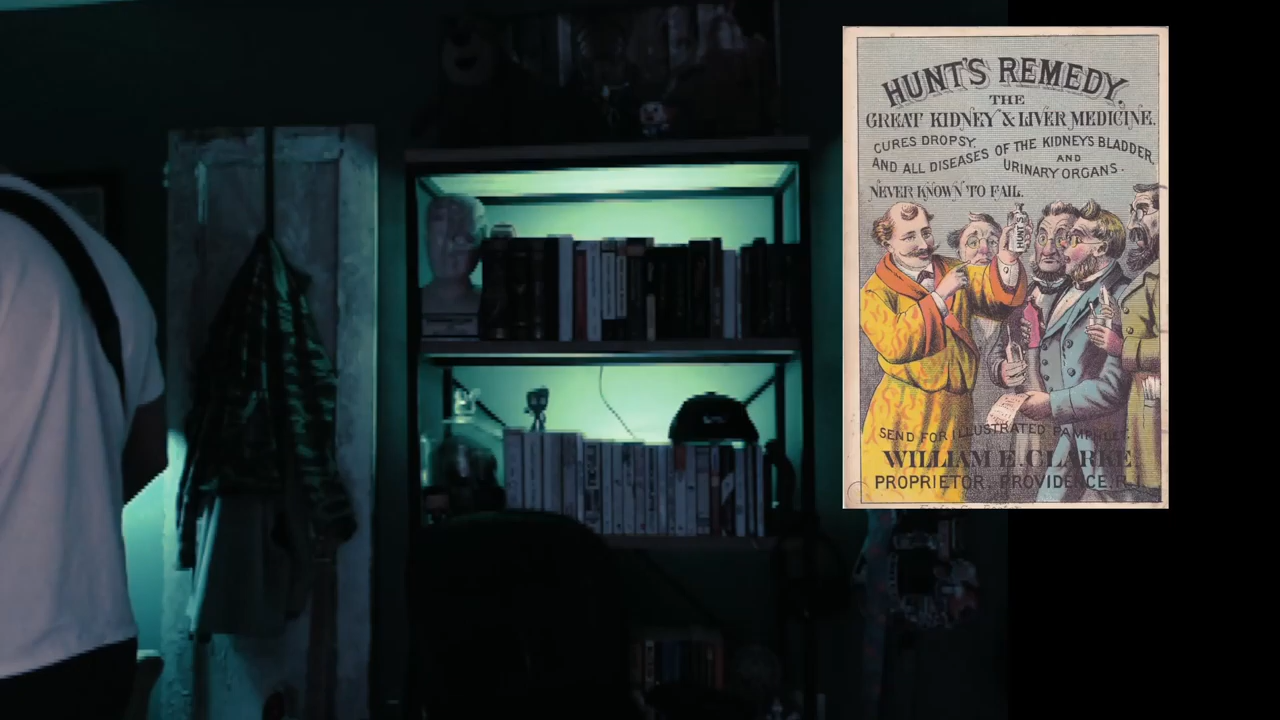 HUNT'S REMEDY.
THE
GREAT KIDNEY & LIVER MEDICINE.
CURES DROPSY.
AND ALL DISEASES OF THE KIDNEYS BLADDER,
AND
URINARY ORGANS.
NEVER KNOWN TO FAIL.
HUNT'S
SEND FOR ILLUSTRATED PAMPHLET.
WILLIAM E. CLARKE
PROPRIETOR. PROVIDENCE, R.I.